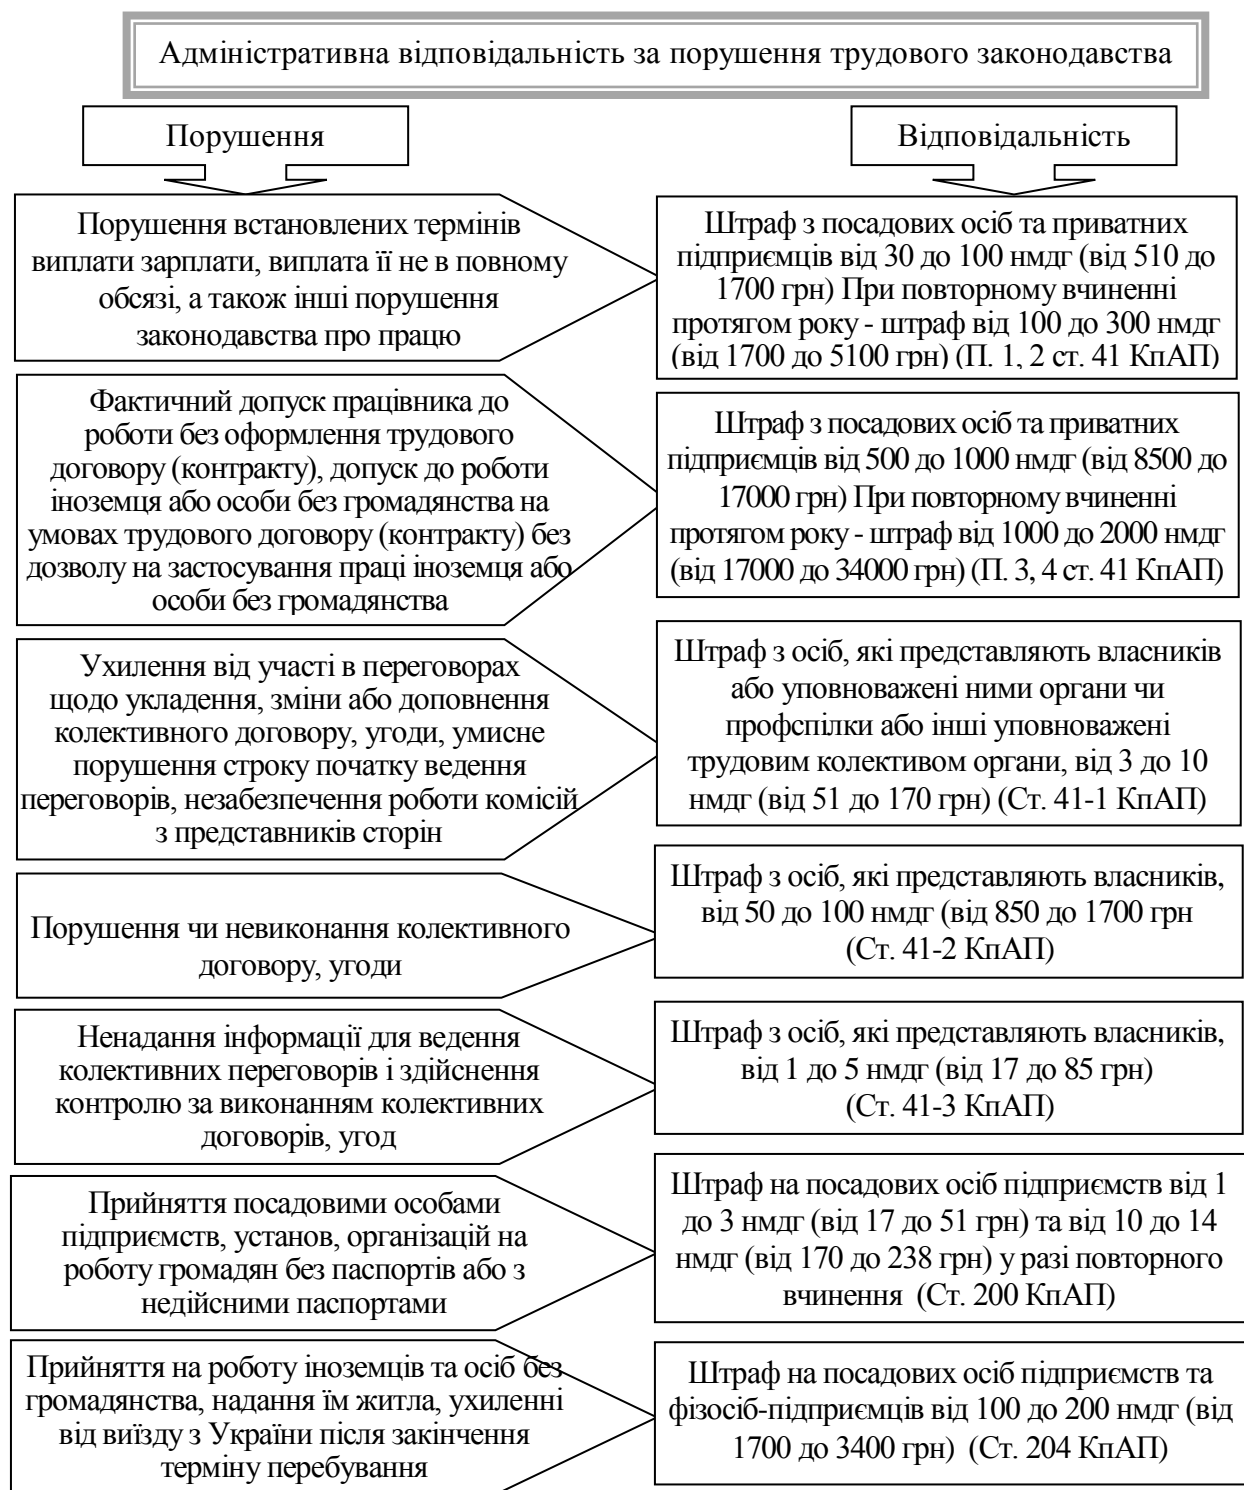 Адміністративна відповідальність за порушення трудового законодавства
Порушення
Відповідальність
Порушення встановлених термінів
виплати зарплати, виплата її не в повному
обсязі, а також інші порушення
законодавства про працю
Штраф з посадових осіб та приватних
підприємців від 30 до 100 нмдг (від 510 до
1700 грн) При повторному вчиненні
протягом року - штраф від 100 до 300 нмдг
(від 1700 до 5100 грн) (П. 1, 2 ст. 41 КпАП)
Фактичний допуск працівника до
роботи без оформлення трудового
договору (контракту), допуск до роботи
іноземця або особи без громадянства на
умовах трудового договору (контракту) без
дозволу на застосування праці іноземця або
особи без громадянства
Штраф з посадових осіб та приватних
підприємців від 500 до 1000 нмдг (від 8500 до
17000 грн) При повторному вчиненні
протягом року - штраф від 1000 до 2000 нмдг
(від 17000 до 34000 грн) (П. 3, 4 ст. 41 КпАП)
Ухилення від участі в переговорах
щодо укладення, зміни або доповнення
колективного договору, угоди, умисне
порушення строку початку ведення
переговорів, незабезпечення роботи комісій
з представників сторін
Штраф з осіб, які представляють власників
або уповноважені ними органи чи
профспілки або інші уповноважені
трудовим колективом органи, від 3 до 10
нмдг (від 51 до 170 грн) (Ст. 41-1 КпАП)
Порушення чи невиконання колективного
договору, угоди
Штраф з осіб, які представляють власників,
від 50 до 100 нмдг (від 850 до 1700 грн
(Ст. 41-2 КпАП)
Ненадання інформації для ведення
колективних переговорів і здійснення
контролю за виконанням колективних
договорів, угод
Штраф з осіб, які представляють власників,
від 1 до 5 нмдг (від 17 до 85 грн)
(Ст. 41-3 КпАП)
Прийняття посадовими особами
підприємств, установ, організацій на
роботу громадян без паспортів або з
недійсними паспортами
Штраф на посадових осіб підприємств від 1
до 3 нмдг (від 17 до 51 грн) та від 10 до 14
нмдг (від 170 до 238 грн) у разі повторного
вчинення (Ст. 200 КпАП)
Прийняття на роботу іноземців та осіб без
громадянства, надання їм житла, ухиленні
від виїзду з України після закінчення
терміну перебування
Штраф на посадових осіб підприємств та
фізосіб-підприємців від 100 до 200 нмдг (від
1700 до 3400 грн) (Ст. 204 КпАП)